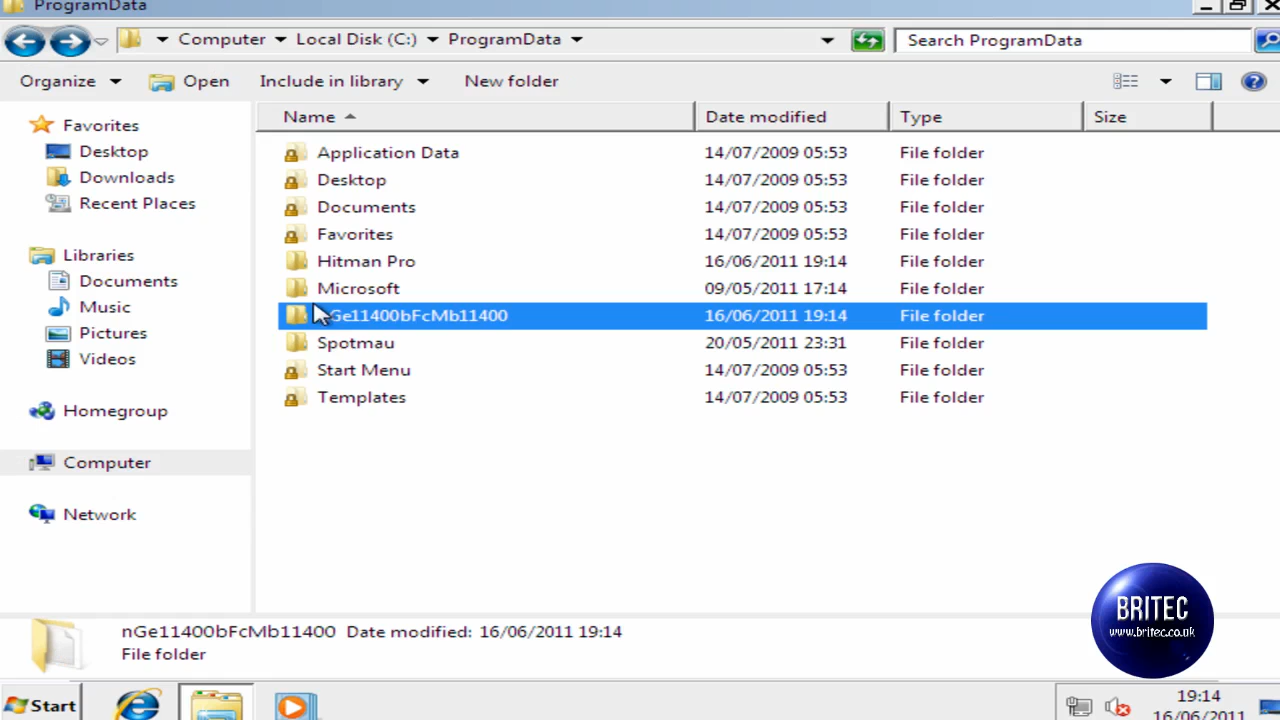 ProgramData
Computer Local Disk (C:) ProgramData
Search ProgramData
Organize Open Include in library New folder
Name Date modified Type Size
Favorites
Desktop
Downloads
Recent Places
Libraries
Documents
Music
Pictures
Videos
Homegroup
Computer
Network
Application Data 14/07/2009 05:53 File folder
Desktop 14/07/2009 05:53 File folder
Documents 14/07/2009 05:53 File folder
Favorites 14/07/2009 05:53 File folder
Hitman Pro 16/06/2011 19:14 File folder
Microsoft 09/05/2011 17:14 File folder
nGe11400bFcMb11400 16/06/2011 19:14 File folder
Spotmau 20/05/2011 23:31 File folder
Start Menu 14/07/2009 05:53 File folder
Templates 14/07/2009 05:53 File folder
nGe11400bFcMb11400 Date modified: 16/06/2011 19:14
File folder
BRITEC
www.britec.co.uk
Start
19:14
16/06/2011